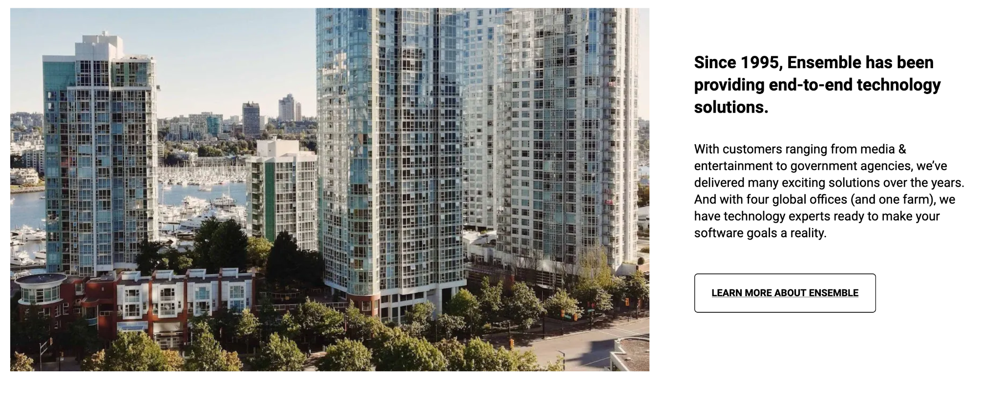 Since 1995, Ensemble has been
providing end-to-end technology
solutions.
With customers ranging from media &
entertainment to government agencies, we’ve
delivered many exciting solutions over the years.
And with four global offices (and one farm), we
have technology experts ready to make your
software goals a reality.
LEARN MORE ABOUT ENSEMBLE